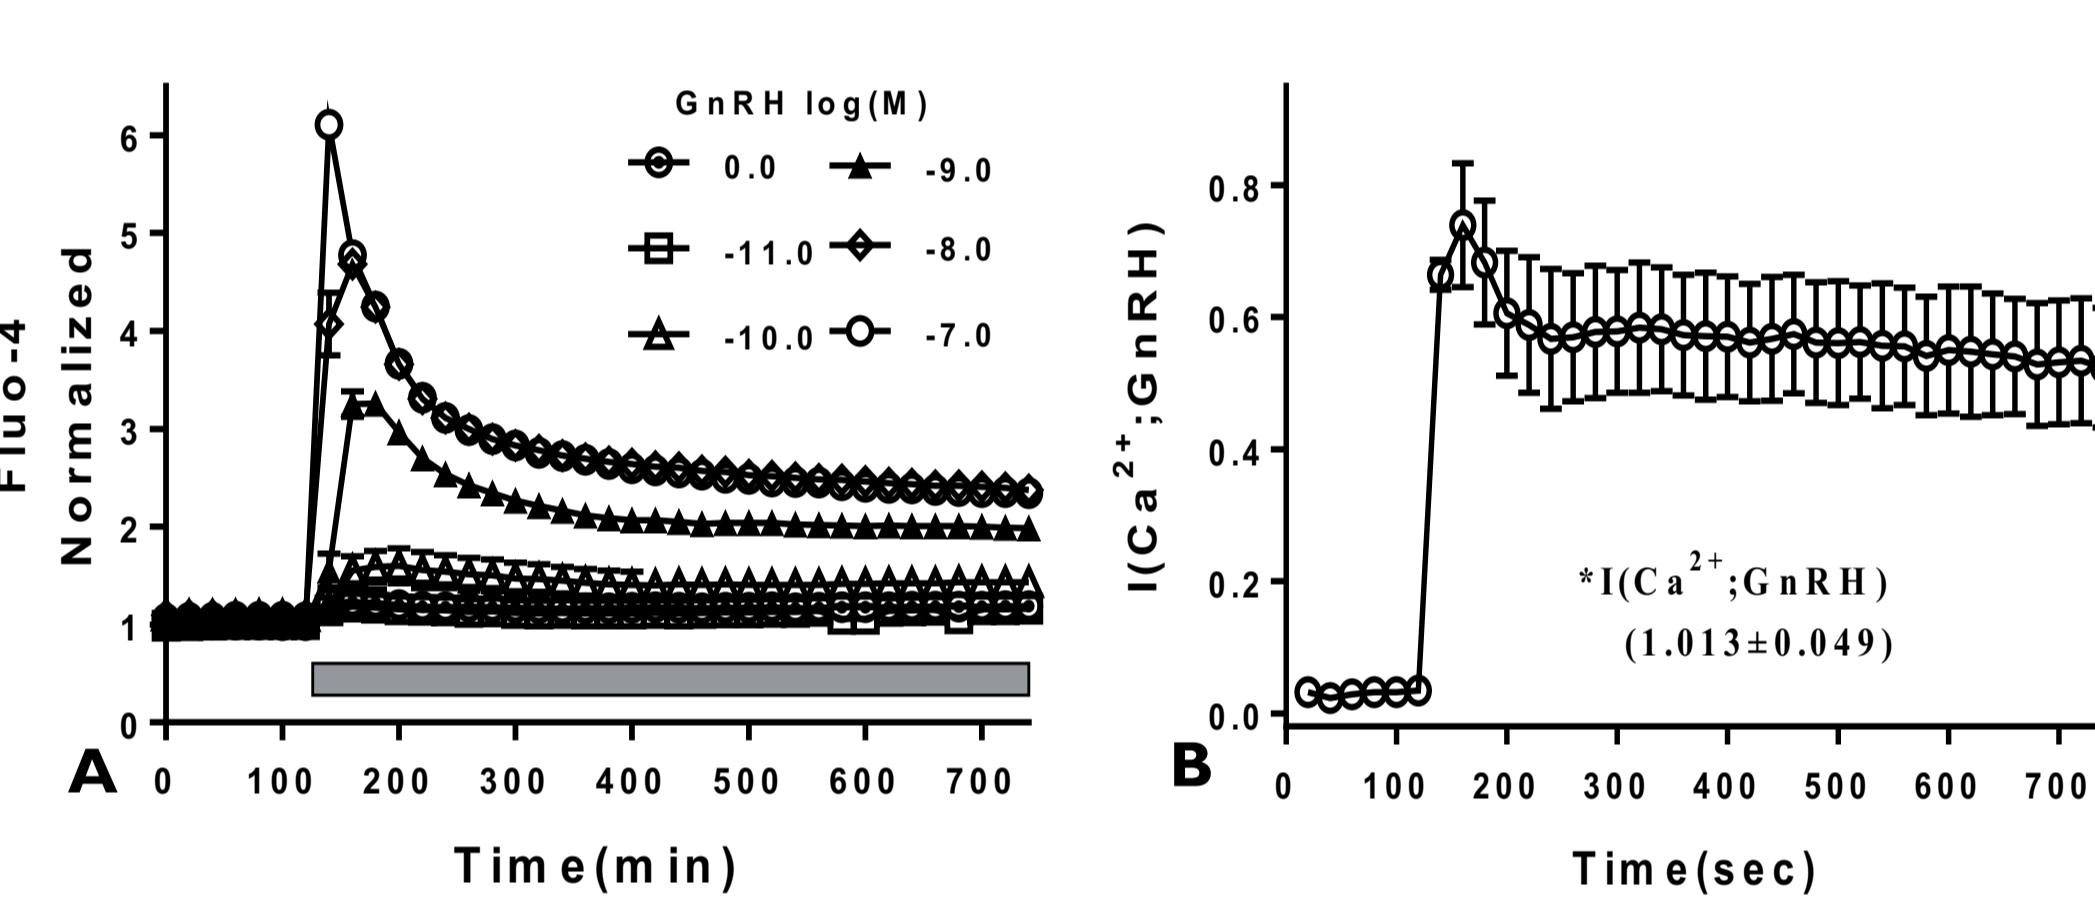 GnRH log(M)
0.0
-9.0
-11.0
-8.0
-10.0
-7.0
Fluo-4
Normalized
6
5
4
3
2
1
0
0 100 200 300 400 500 600 700
Time(min)
A
I(Ca²⁺;GnRH)
0.8
0.6
0.4
0.2
0.0
*I(Ca²⁺;GnRH)
(1.013±0.049)
0 100 200 300 400 500 600 700
Time(sec)
B